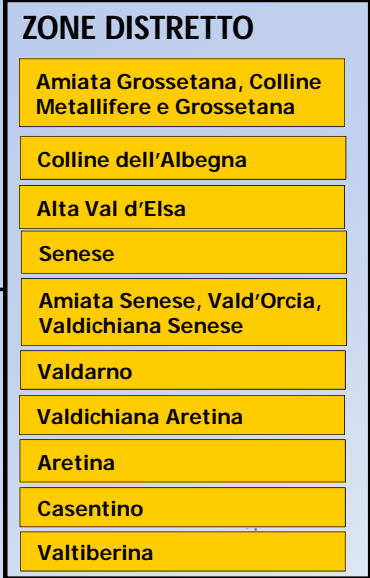 ZONE DISTRETTO
Amiata Grossetana, Colline
Metallifere e Grossetana
Colline dell'Albegna
Alta Val d'Elsa
Senese
Amiata Senese, Vald'Orcia,
Valdichiana Senese
Valdarno
Valdichiana Aretina
Aretina
Casentino
Valtiberina